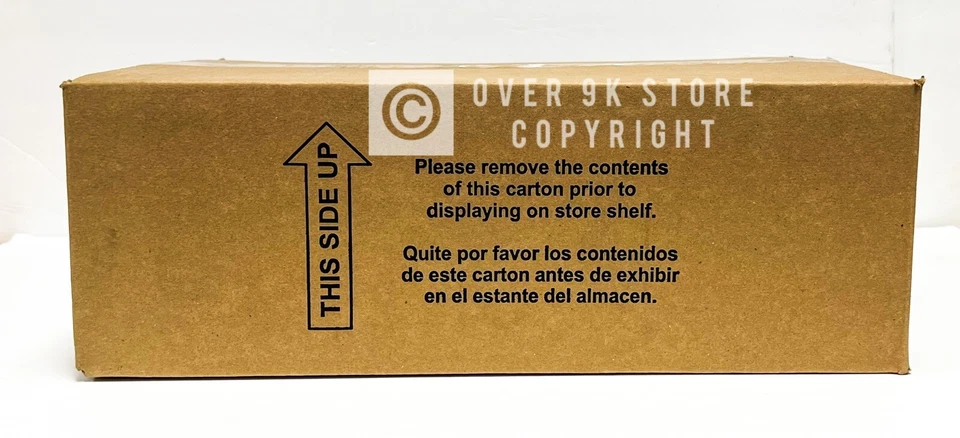 © OVER 9K STORE
COPYRIGHT
THIS SIDE UP
Please remove the contents
of this carton prior to
displaying on store shelf.
Quite por favor los contenidos
de este carton antes de exhibir
en el estante del almacen.